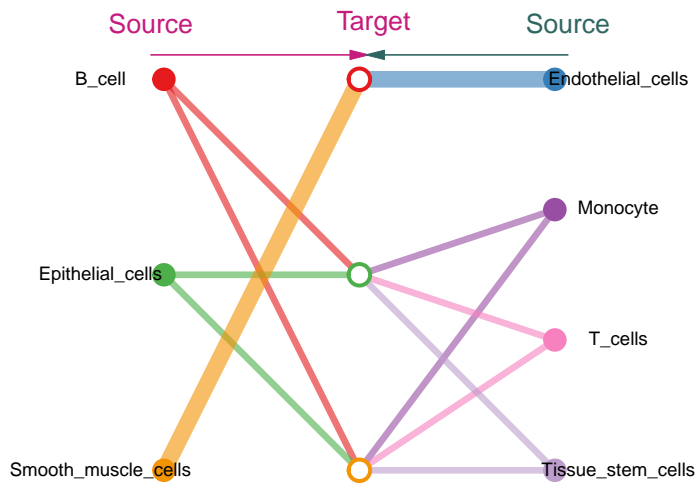 Source
Target
Source
B_cell
Endothelial_cells
Monocyte
Epithelial_cells
T_cells
Smooth_muscle_cells
Tissue_stem_cells